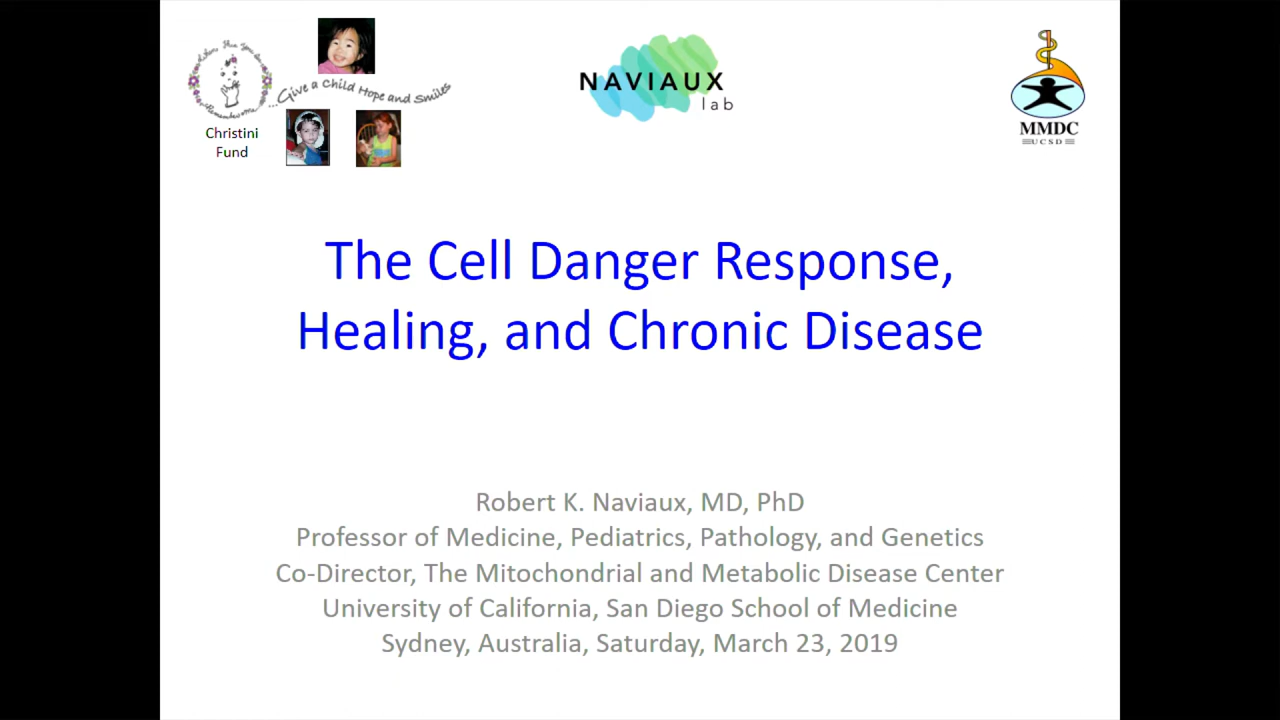 ...Give a Child Hope and Smiles
Christini
Fund
NAVIAUX
lab
MMDC
UCSD
The Cell Danger Response,
Healing, and Chronic Disease
Robert K. Naviaux, MD, PhD
Professor of Medicine, Pediatrics, Pathology, and Genetics
Co-Director, The Mitochondrial and Metabolic Disease Center
University of California, San Diego School of Medicine
Sydney, Australia, Saturday, March 23, 2019